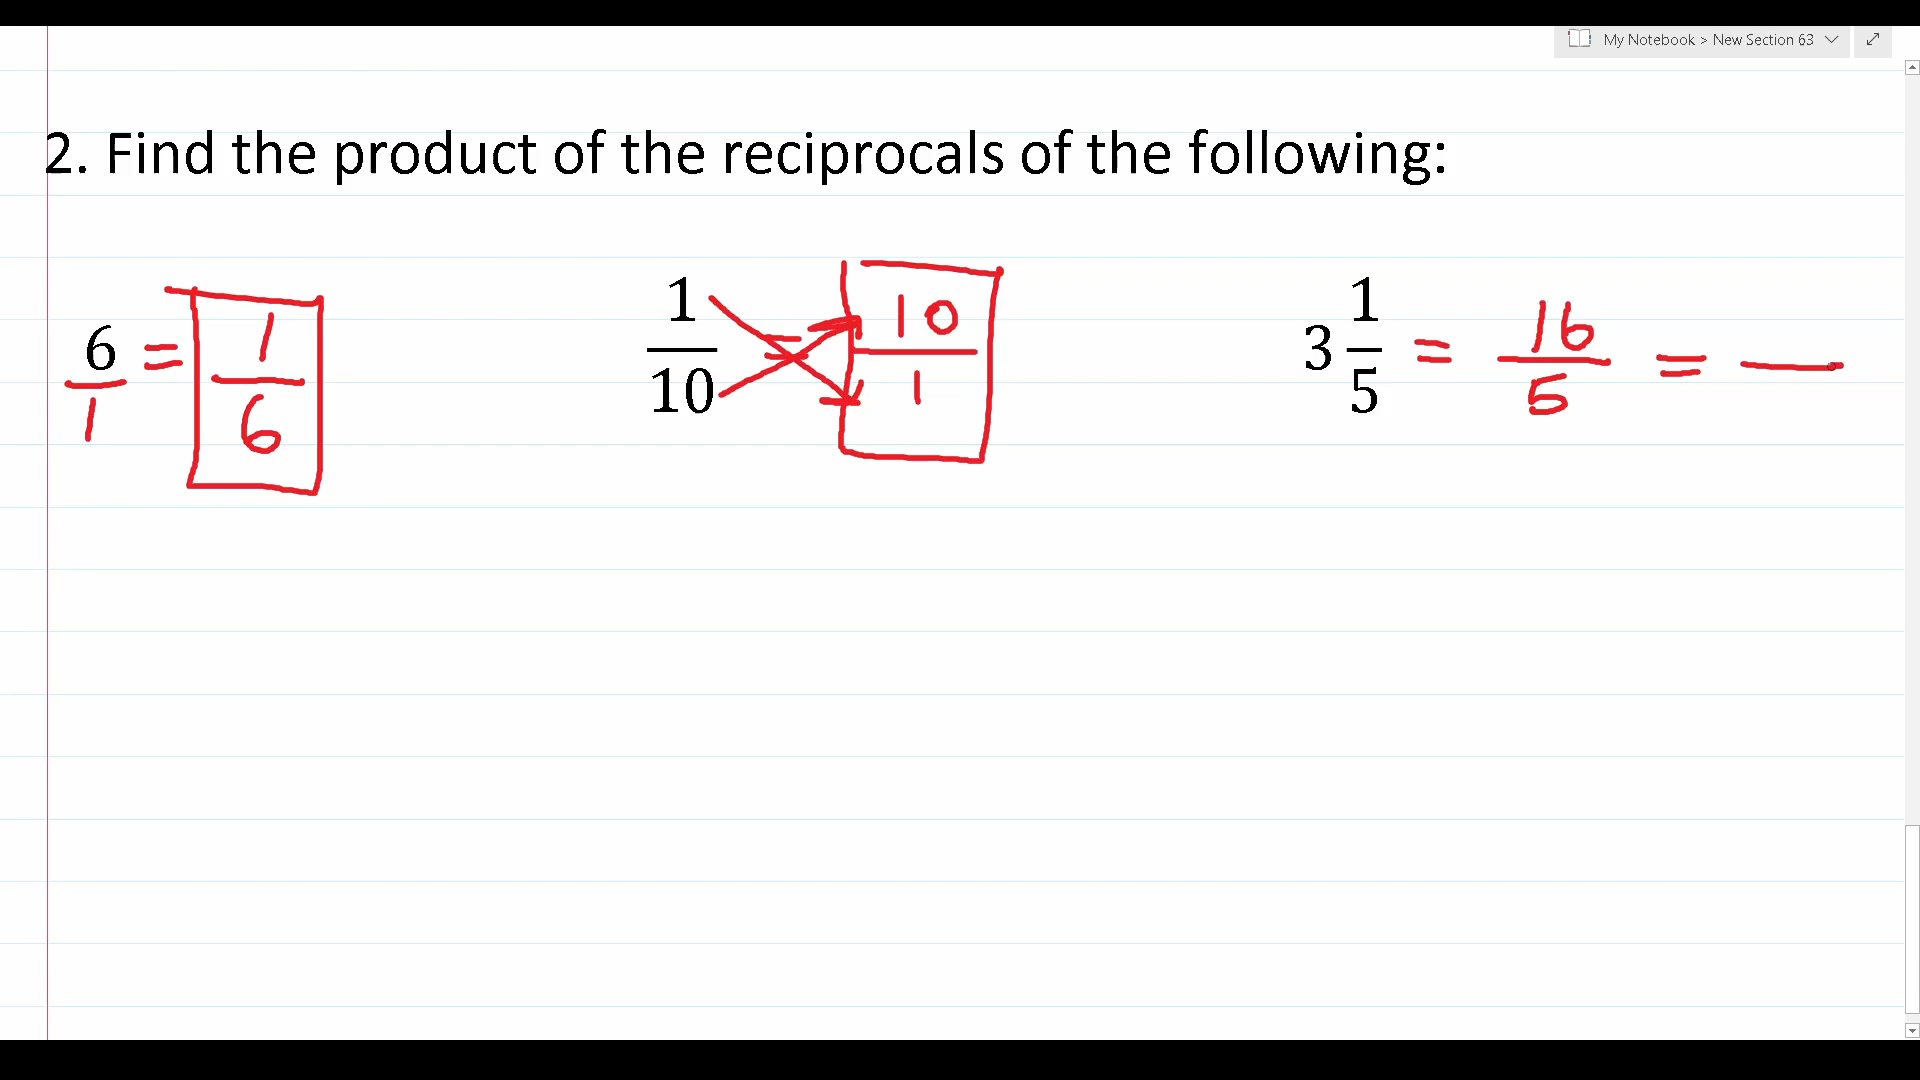 My Notebook > New Section 63
2. Find the product of the reciprocals of the following:
6/1 = 1/6
1/10 = 10/1
3 1/5 = 16/5 =